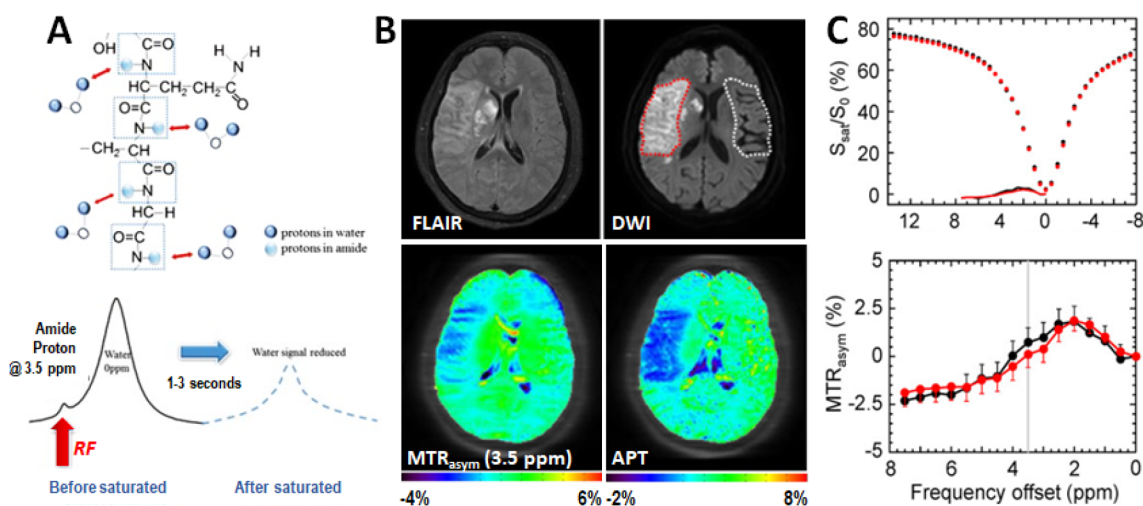 A
OH
C=O
N
H
H
N
HC
CH₂CH₂C
O
O=C
N
-CH₂-CH
C=O
N
C-H
H
O=C
N
protons in water
protons in amide
Amide
Proton
@ 3.5 ppm
Water
0ppm
1-3 seconds
Water signal reduced
RF
Before saturated
After saturated
B
FLAIR
DWI
MTRasym (3.5 ppm)
APT
-4%
6%
-2%
8%
C
Ssat/S0 (%)
80
60
40
20
0
12
8
4
0
-4
-8
MTRasym (%)
5
2.5
0
-2.5
-5
8
6
4
2
0
Frequency offset (ppm)